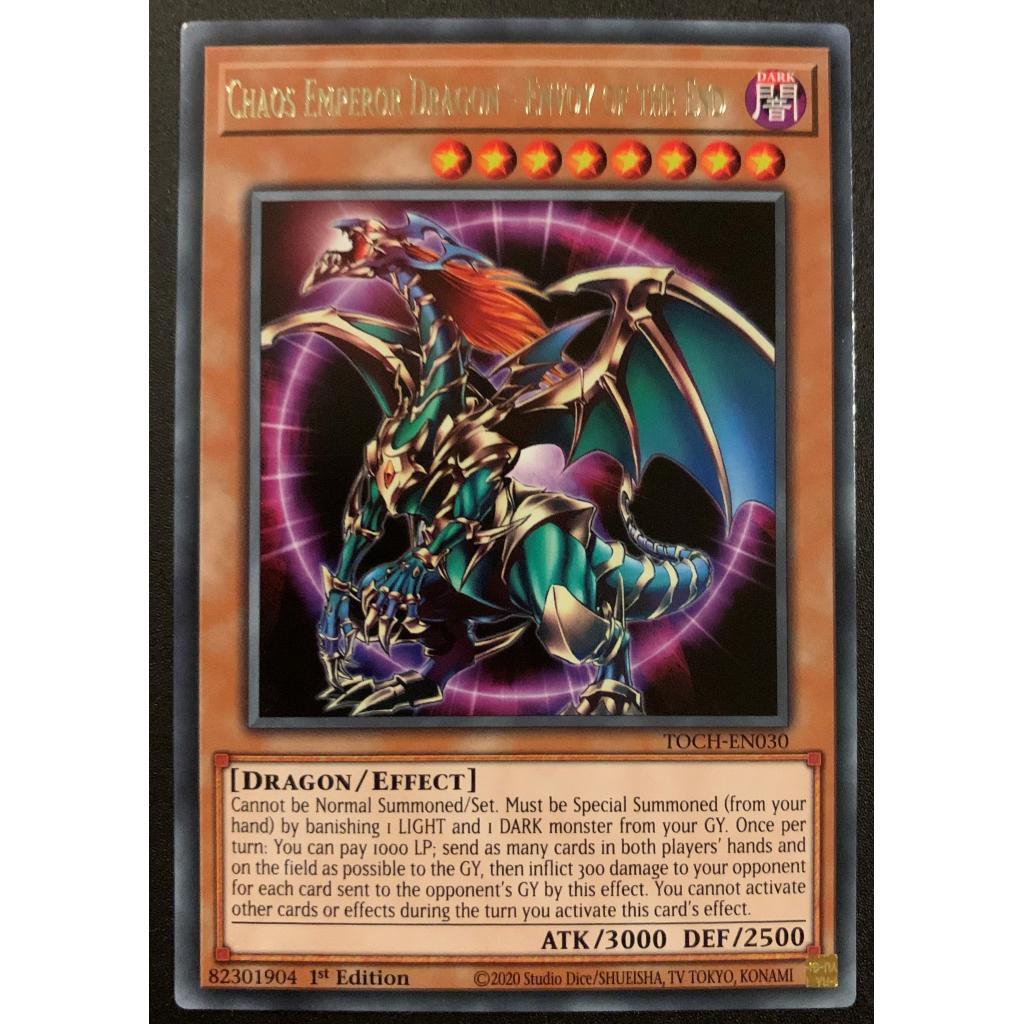 Chaos Emperor Dragon - Envoy of the End
DARK
闇
TOCH-EN030
[Dragon/Effect]
Cannot be Normal Summoned/Set. Must be Special Summoned (from your
hand) by banishing 1 LIGHT and 1 DARK monster from your GY. Once per
turn: You can pay 1000 LP; send as many cards in both players' hands and
on the field as possible to the GY, then inflict 300 damage to your opponent
for each card sent to the opponent's GY by this effect. You cannot activate
other cards or effects during the turn you activate this card's effect.
ATK/3000 DEF/2500
82301904 1st Edition ©2020 Studio Dice/SHUEISHA, TV TOKYO, KONAMI